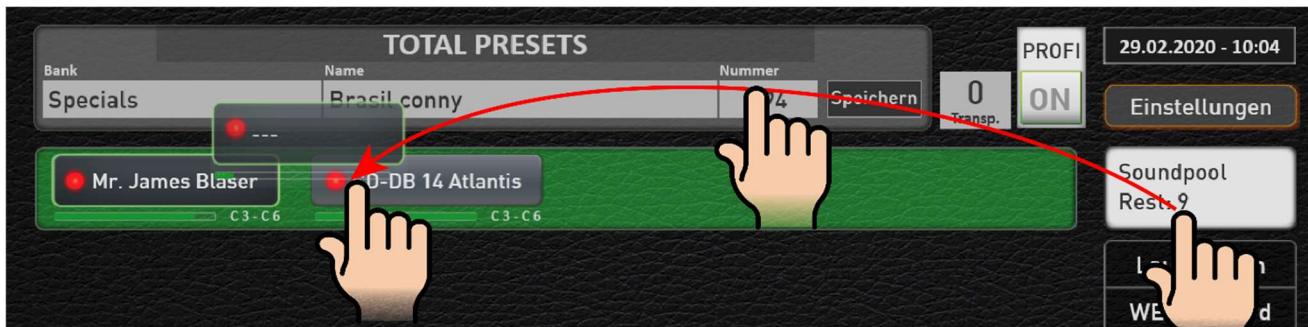 TOTAL PRESETS
Bank
Name
Nummer
Specials
Brasil conny
Speichern
0
Transp.
PROFI
ON
29.02.2020 - 10:04
Einstellungen
Soundpool
Rest: 9
---
Mr. James Blaser
DB 14 Atlantis
C3-C6
C3-C6